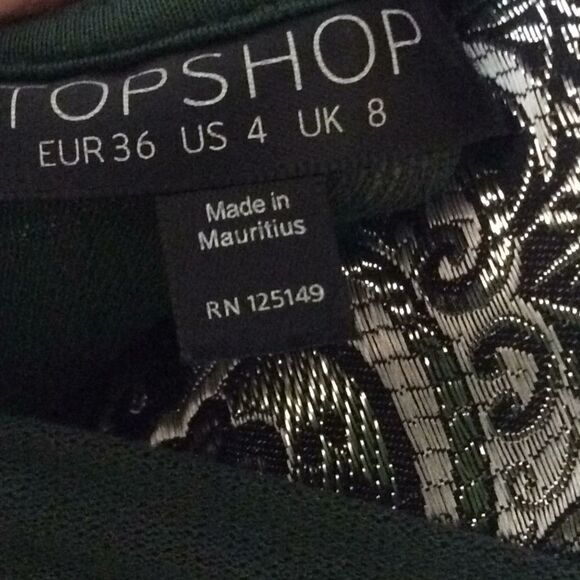 TOPSHOP
EUR 36 US 4 UK 8
Made in
Mauritius
RN 125149